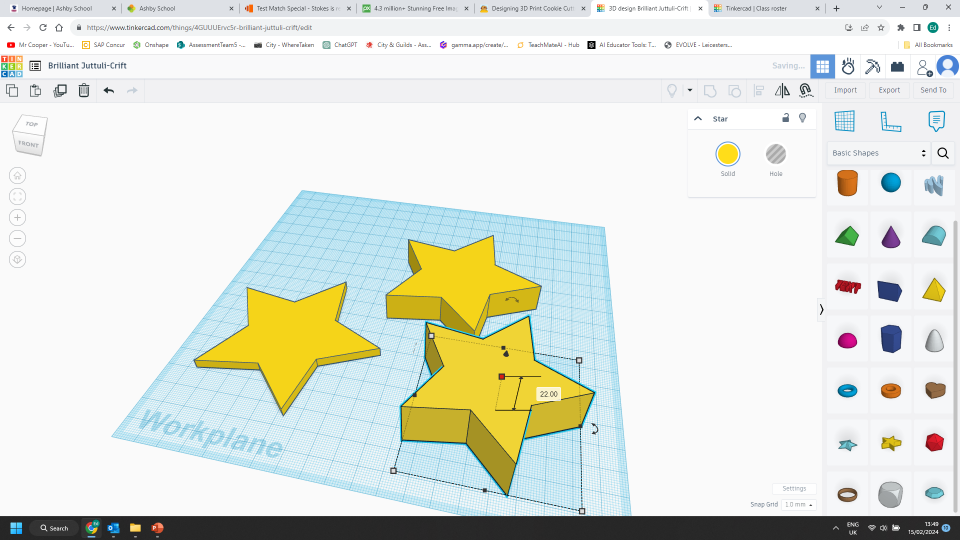 Homepage | Ashby School
Ashby School
Test Match Special - Stokes is r
4.3 million+ Stunning Free Imag
Designing 3D Print Cookie Cutt
3D design Brilliant Juttuli-Crift |
Tinkercad | Class roster
https://www.tinkercad.com/things/4GUUUErvc5r-brilliant-juttuli-crift/edit
Mr Cooper - YouTu...
SAP Concur
Onshape
AssessmentTeam5 -...
City - WhereTaken
ChatGPT
City & Guilds - Ass...
gamma.app/create/...
TeachMateAI - Hub
AI Educator Tools: T...
EVOLVE - Leicesters...
All Bookmarks
TIN
KER
CAD
Brilliant Juttuli-Crift
Saving...
Import
Export
Send To
TOP
FRONT
Star
Solid
Hole
Basic Shapes
TEXT
22.00
Workplane
Settings
Snap Grid 1.0 mm
Search
ENG
UK
13:49
15/02/2024